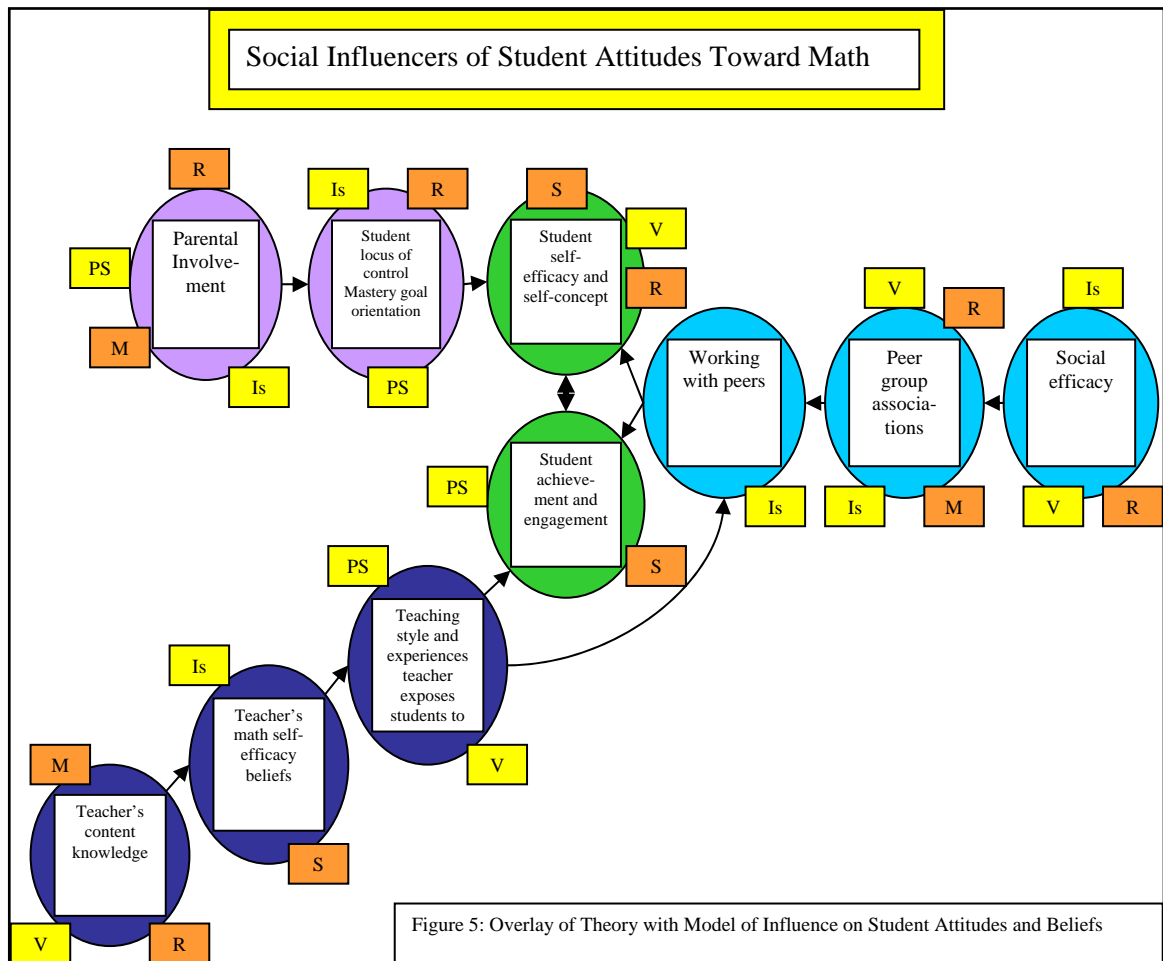 Social Influencers of Student Attitudes Toward Math
R
PS
M
Is
Parental
Involve-
ment
Is
R
PS
Student
locus of
control
Mastery goal
orientation
S
V
R
Student
self-
efficacy and
self-concept
Working
with peers
Is
V
R
Is
M
Peer
group
associa-
tions
Is
V
R
Social
efficacy
PS
S
Student
achieve-
ment and
engagement
PS
V
Teaching
style and
experiences
teacher
exposes
students to
Is
S
Teacher’s
math self-
efficacy
beliefs
M
V
R
Teacher’s
content
knowledge
Figure 5: Overlay of Theory with Model of Influence on Student Attitudes and Beliefs